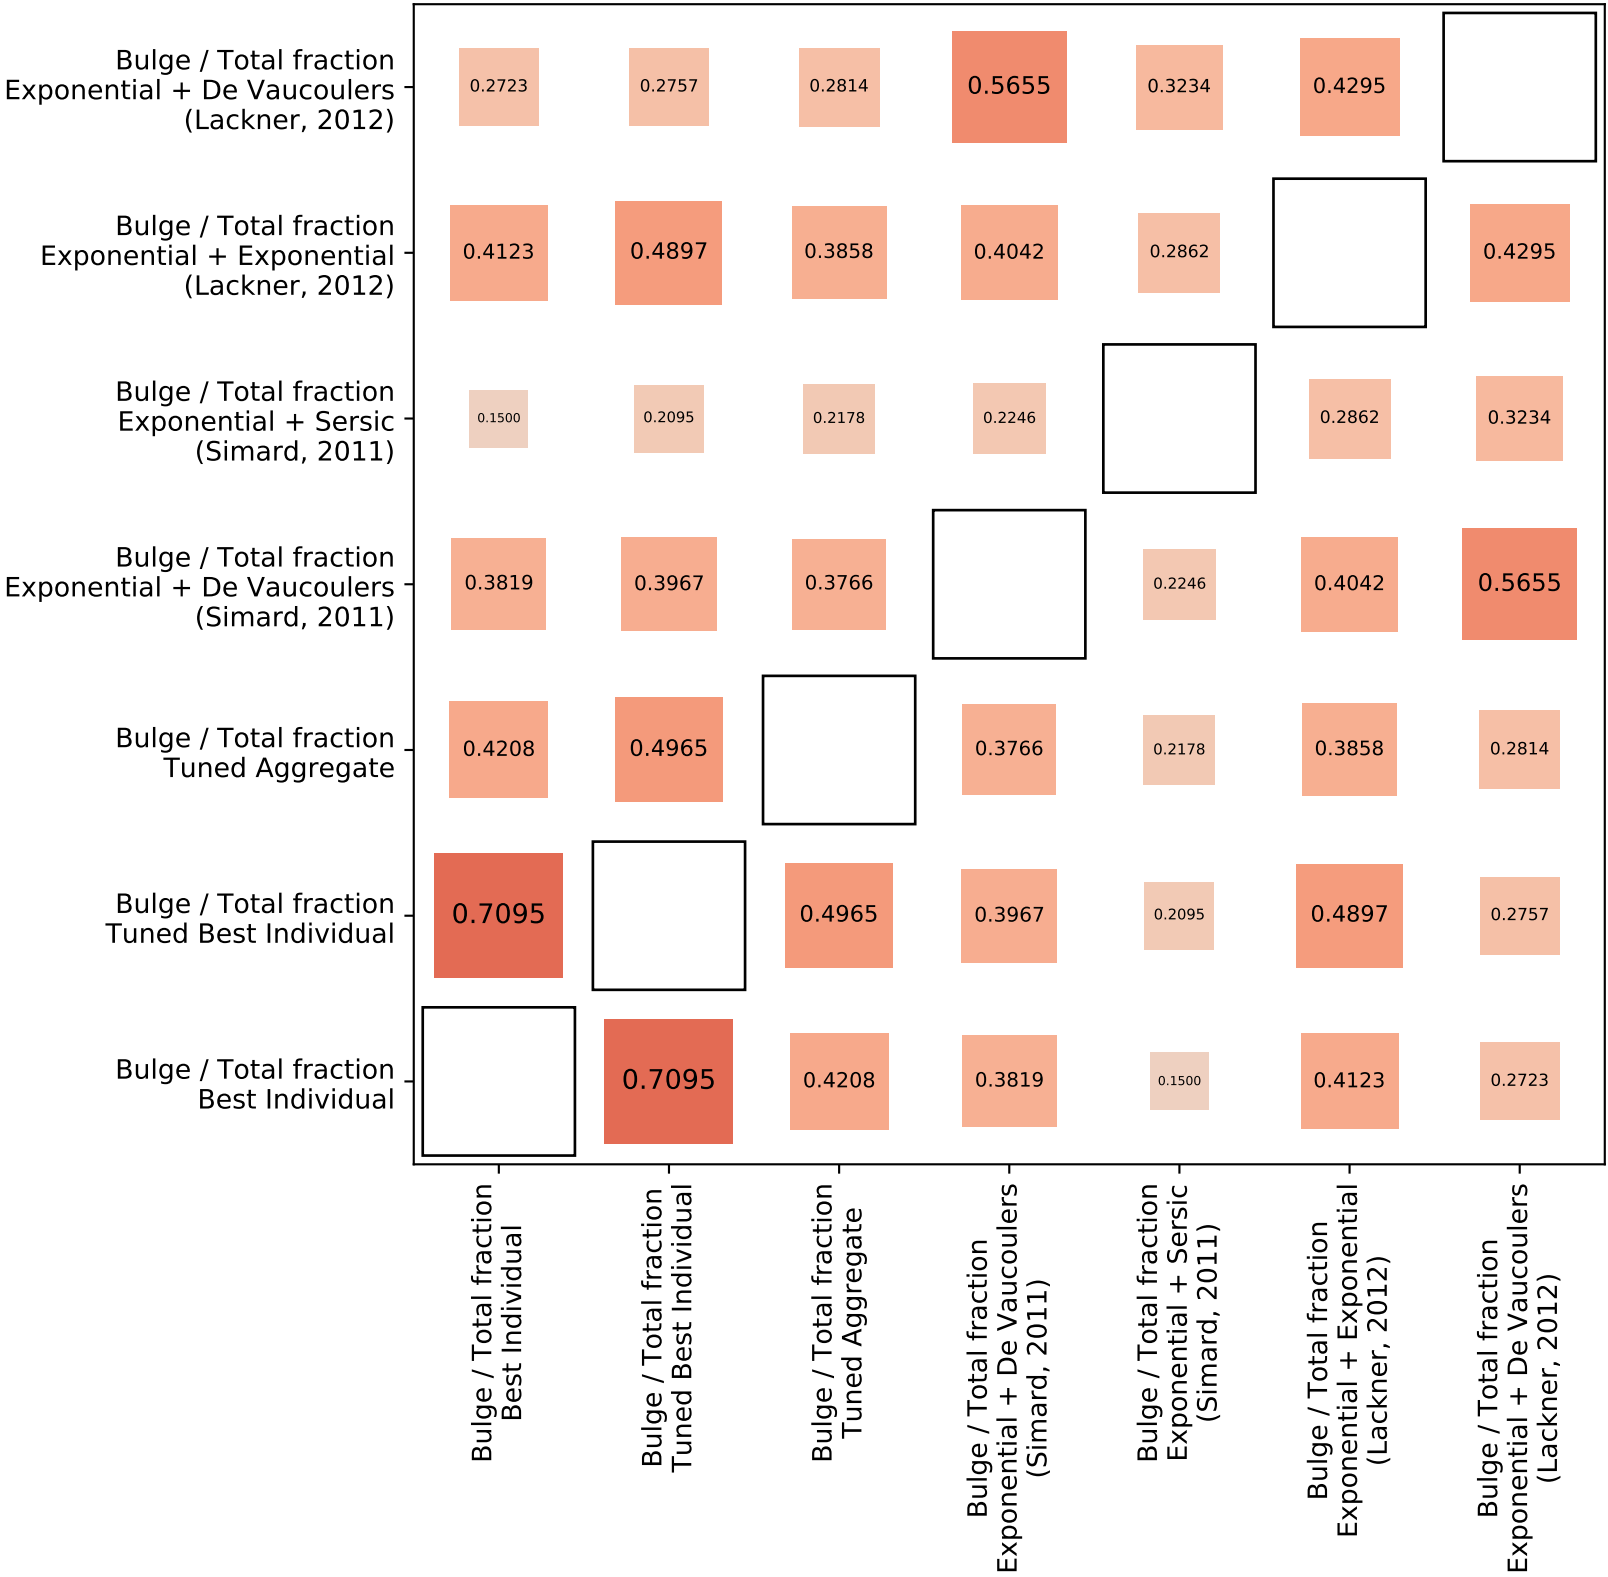 Bulge / Total fraction
Exponential + De Vaucoulers
(Lackner, 2012)
0.2723 0.2757 0.2814 0.5655 0.3234 0.4295
Bulge / Total fraction
Exponential + Exponential
(Lackner, 2012)
0.4123 0.4897 0.3858 0.4042 0.2862 0.4295
Bulge / Total fraction
Exponential + Sersic
(Simard, 2011)
0.1500 0.2095 0.2178 0.2246 0.2862 0.3234
Bulge / Total fraction
Exponential + De Vaucoulers
(Simard, 2011)
0.3819 0.3967 0.3766 0.2246 0.4042 0.5655
Bulge / Total fraction
Tuned Aggregate
0.4208 0.4965 0.3766 0.2178 0.3858 0.2814
Bulge / Total fraction
Tuned Best Individual
0.7095 0.4965 0.3967 0.2095 0.4897 0.2757
Bulge / Total fraction
Best Individual
0.7095 0.4208 0.3819 0.1500 0.4123 0.2723
Bulge / Total fraction
Best Individual
Bulge / Total fraction
Tuned Best Individual
Bulge / Total fraction
Tuned Aggregate
Bulge / Total fraction
Exponential + De Vaucoulers
(Simard, 2011)
Bulge / Total fraction
Exponential + Sersic
(Simard, 2011)
Bulge / Total fraction
Exponential + Exponential
(Lackner, 2012)
Bulge / Total fraction
Exponential + De Vaucoulers
(Lackner, 2012)